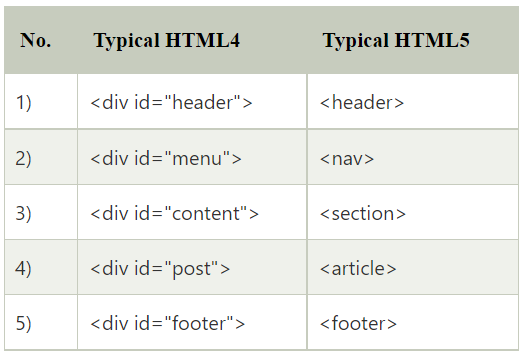 No. Typical HTML4 Typical HTML5
1) <div id="header"> <header>
2) <div id="menu"> <nav>
3) <div id="content"> <section>
4) <div id="post"> <article>
5) <div id="footer"> <footer>